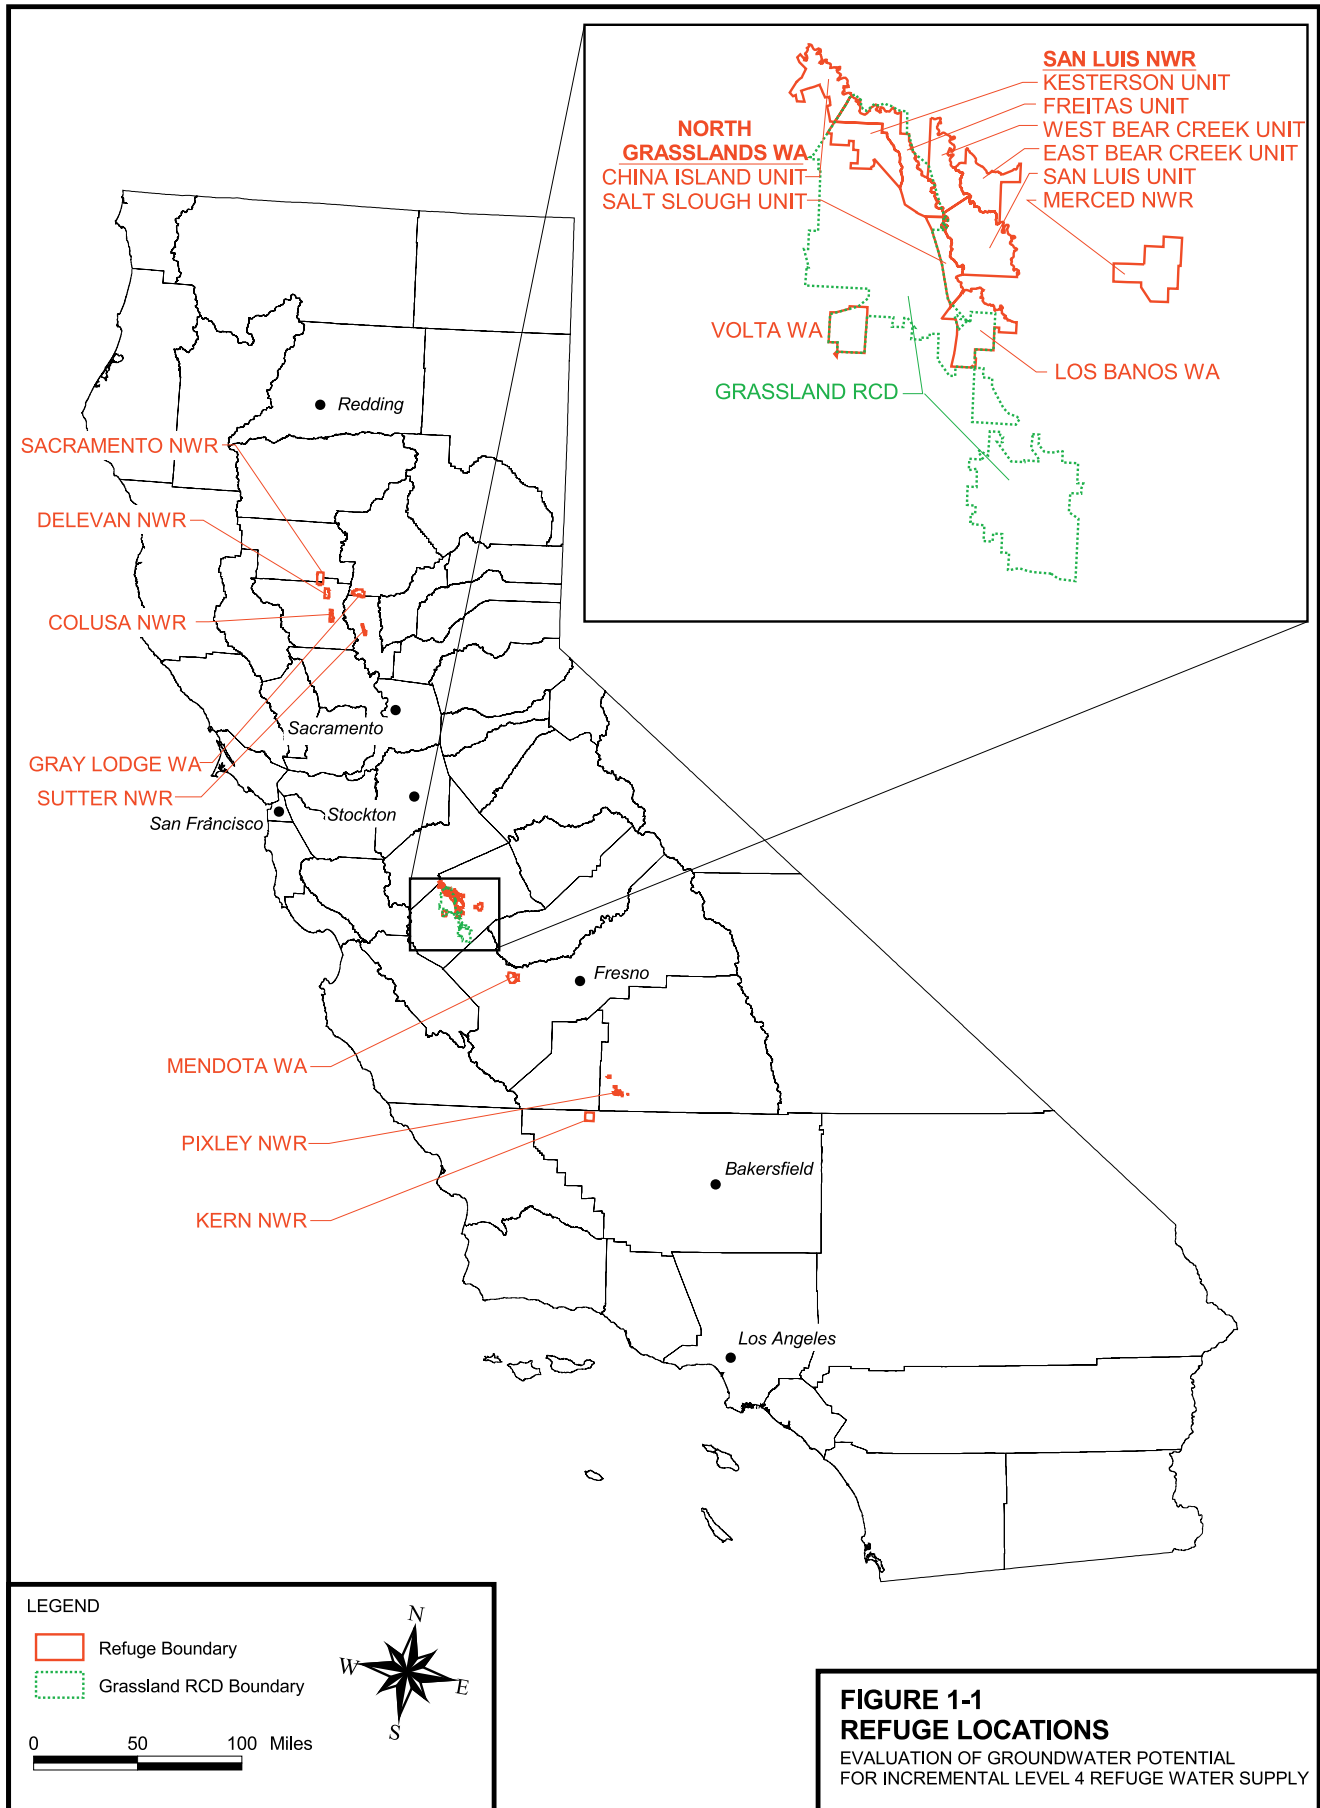 SAN LUIS NWR
KESTERSON UNIT
FREITAS UNIT
WEST BEAR CREEK UNIT
EAST BEAR CREEK UNIT
SAN LUIS UNIT
MERCED NWR
NORTH
GRASSLANDS WA
CHINA ISLAND UNIT
SALT SLOUGH UNIT
VOLTA WA
LOS BANOS WA
GRASSLAND RCD
Redding
SACRAMENTO NWR
DELEVAN NWR
COLUSA NWR
Sacramento
GRAY LODGE WA
SUTTER NWR
Stockton
San Francisco
Fresno
MENDOTA WA
PIXLEY NWR
Bakersfield
KERN NWR
Los Angeles
LEGEND
Refuge Boundary
Grassland RCD Boundary
N
W
E
S
0 50 100 Miles
FIGURE 1-1
REFUGE LOCATIONS
EVALUATION OF GROUNDWATER POTENTIAL
FOR INCREMENTAL LEVEL 4 REFUGE WATER SUPPLY